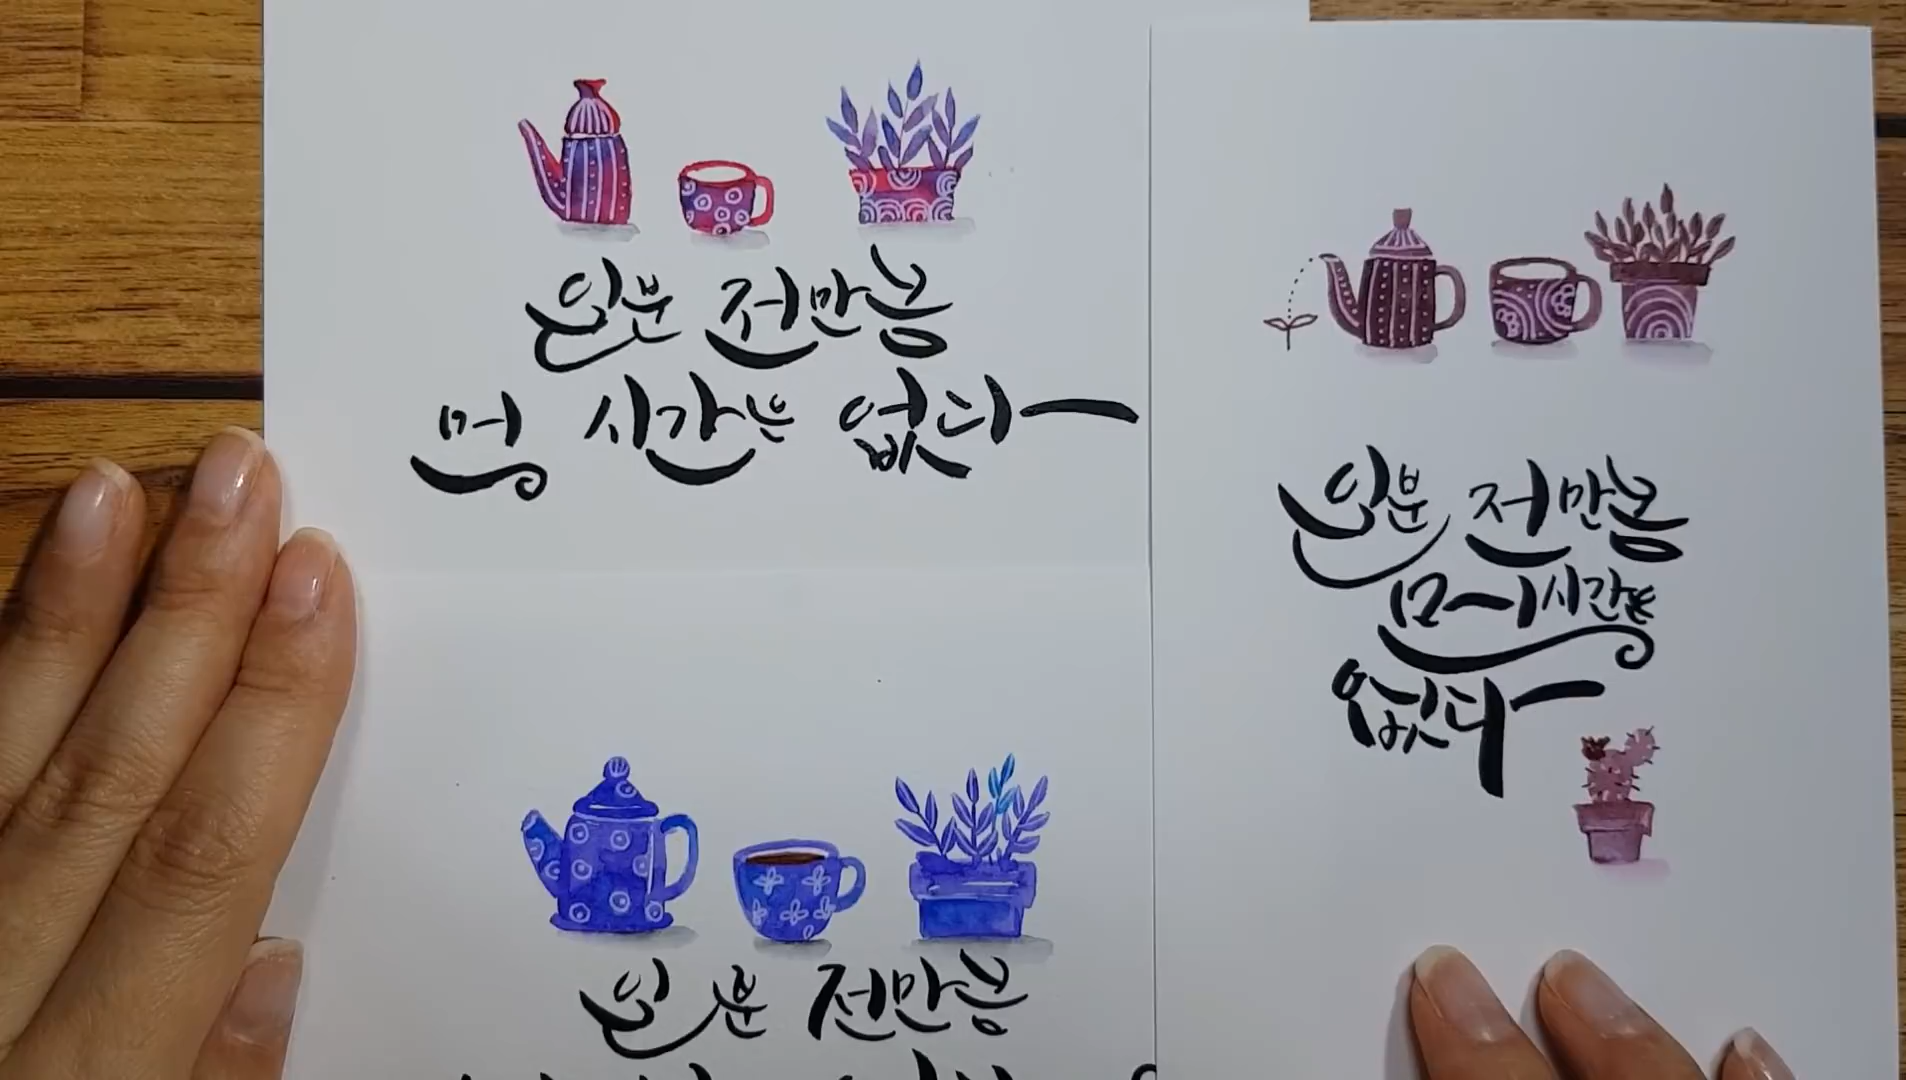 일분 전만큼
먼 시간은 없다
일분 전만큼
일분 전만큼
먼 시간은
없다